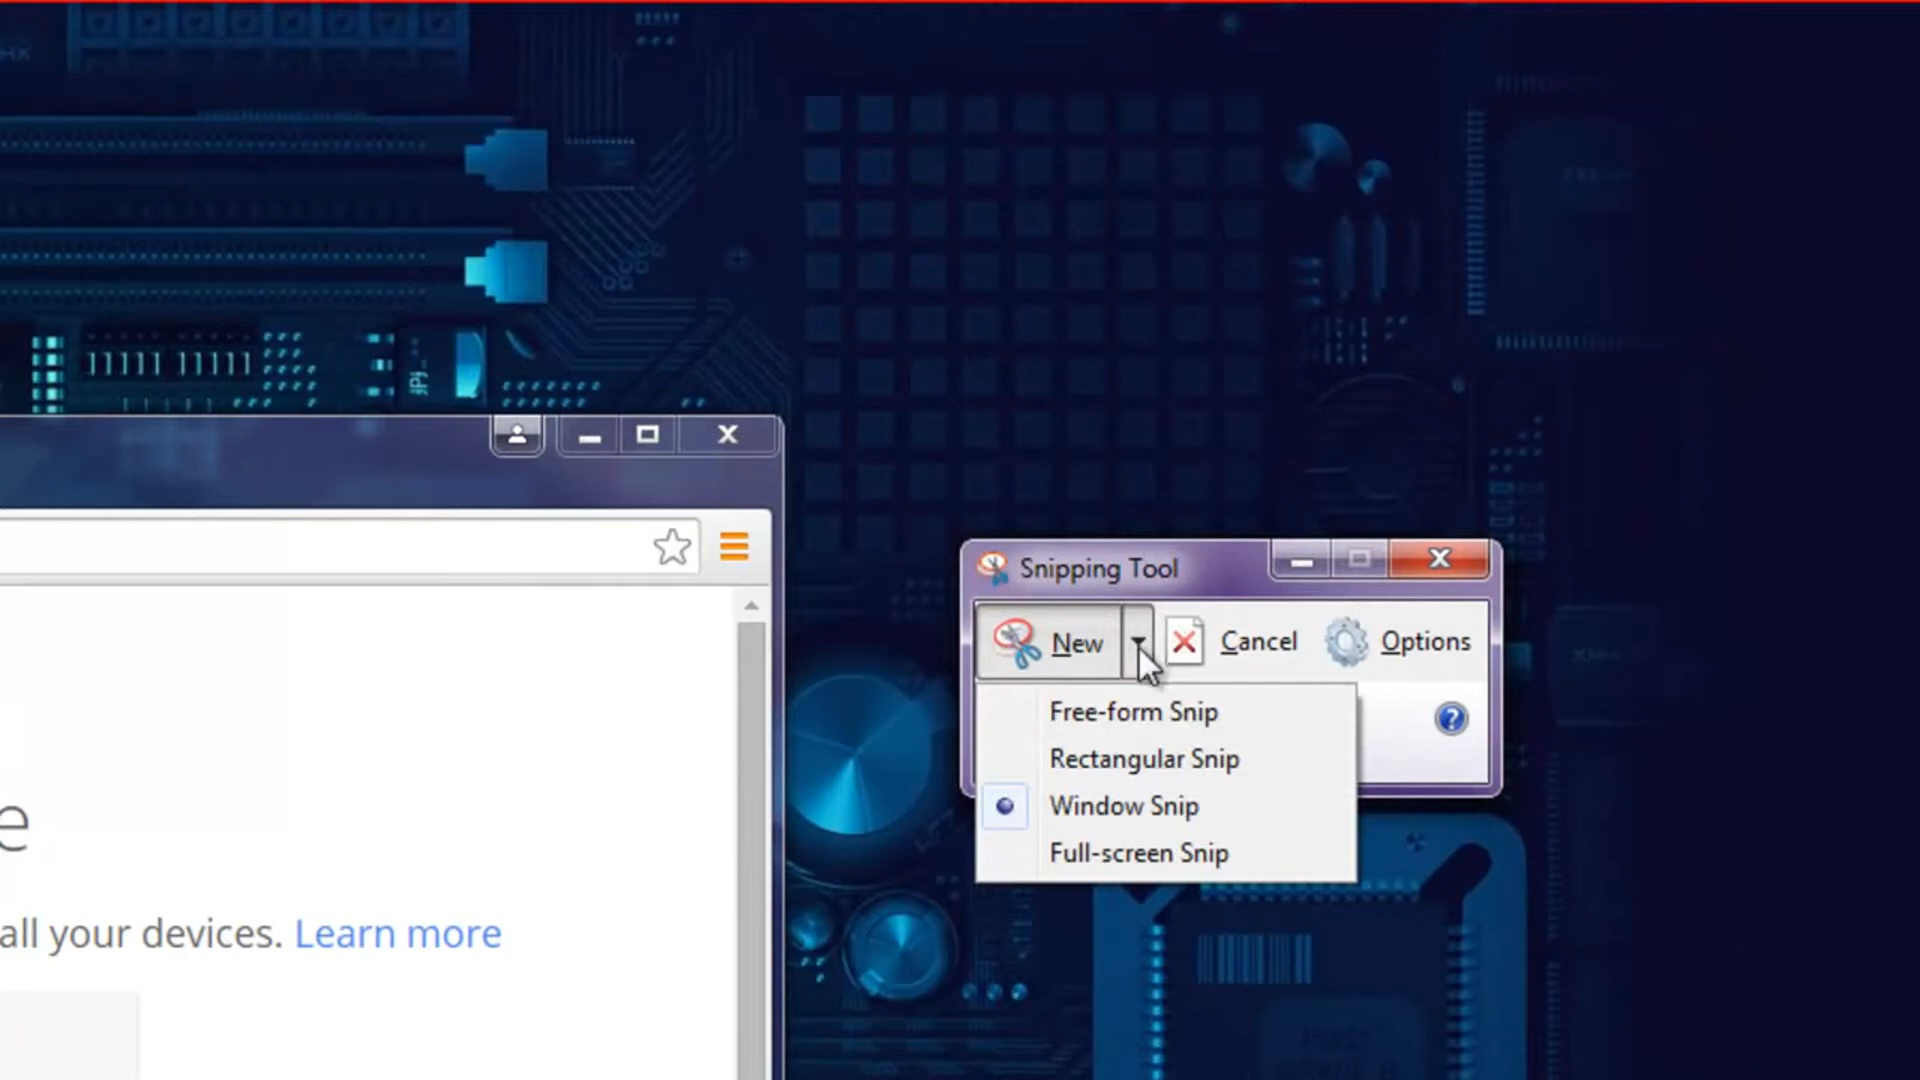 Snipping Tool
New
Cancel
Options
Free-form Snip
Rectangular Snip
Window Snip
Full-screen Snip
e
all your devices. Learn more